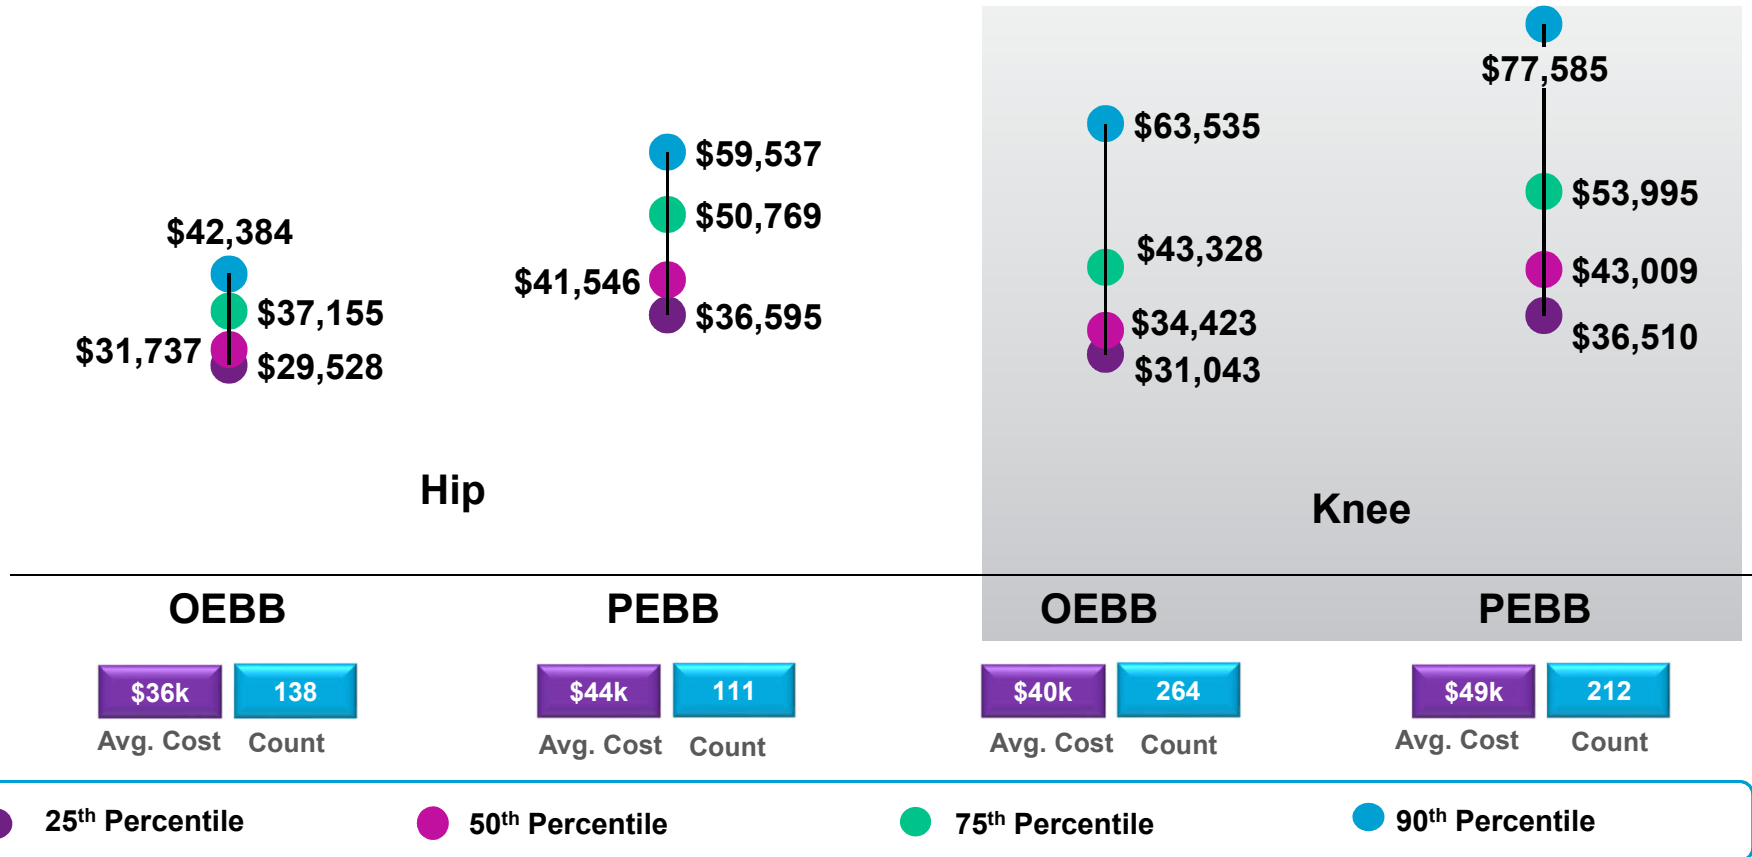 $77,585
$63,535
$59,537
$53,995
$50,769
$42,384
$43,328
$43,009
$41,546
$37,155
$36,595
$34,423
$36,510
$31,737
$29,528
$31,043
Hip
Knee
OEBB PEBB OEBB PEBB
$36k 138 $44k 111 $40k 264 $49k 212
Avg. Cost Count Avg. Cost Count Avg. Cost Count Avg. Cost Count
25th Percentile 50th Percentile 75th Percentile 90th Percentile